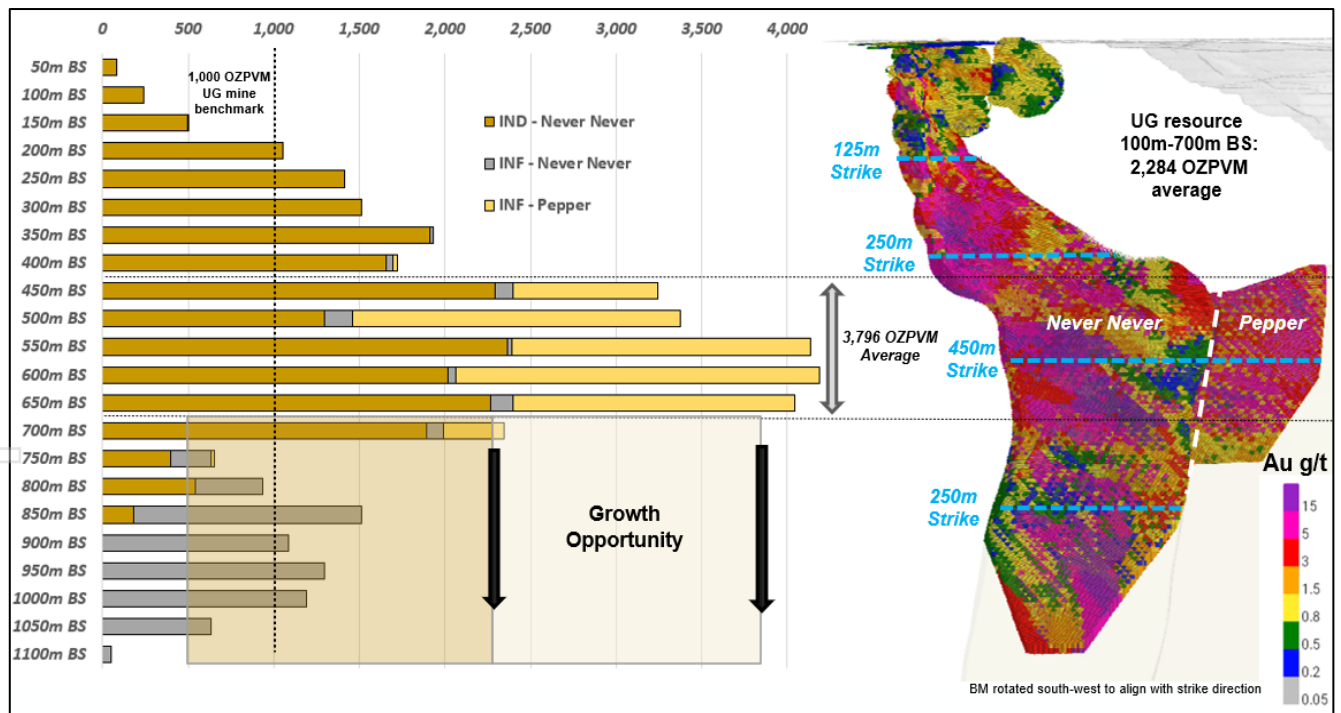 0 500 1,000 1,500 2,000 2,500 3,000 3,500 4,000
50m BS
100m BS
150m BS
200m BS
250m BS
300m BS
350m BS
400m BS
450m BS
500m BS
550m BS
600m BS
650m BS
700m BS
750m BS
800m BS
850m BS
900m BS
950m BS
1000m BS
1050m BS
1100m BS
1,000 OZPVM
UG mine
benchmark
IND - Never Never
INF - Never Never
INF - Pepper
3,796 OZPVM
Average
Growth
Opportunity
UG resource
100m-700m BS:
2,284 OZPVM
average
125m
Strike
250m
Strike
Never Never
Pepper
450m
Strike
250m
Strike
Au g/t
15
5
3
1.5
0.8
0.5
0.2
0.05
BM rotated south-west to align with strike direction